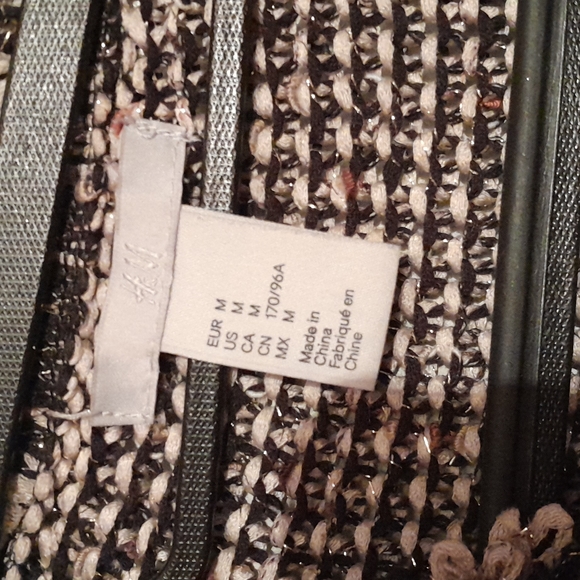 H&M
EUR M
US M
CA M
CN 170/96A
MX M
Made in
China
Fabriqué en
Chine